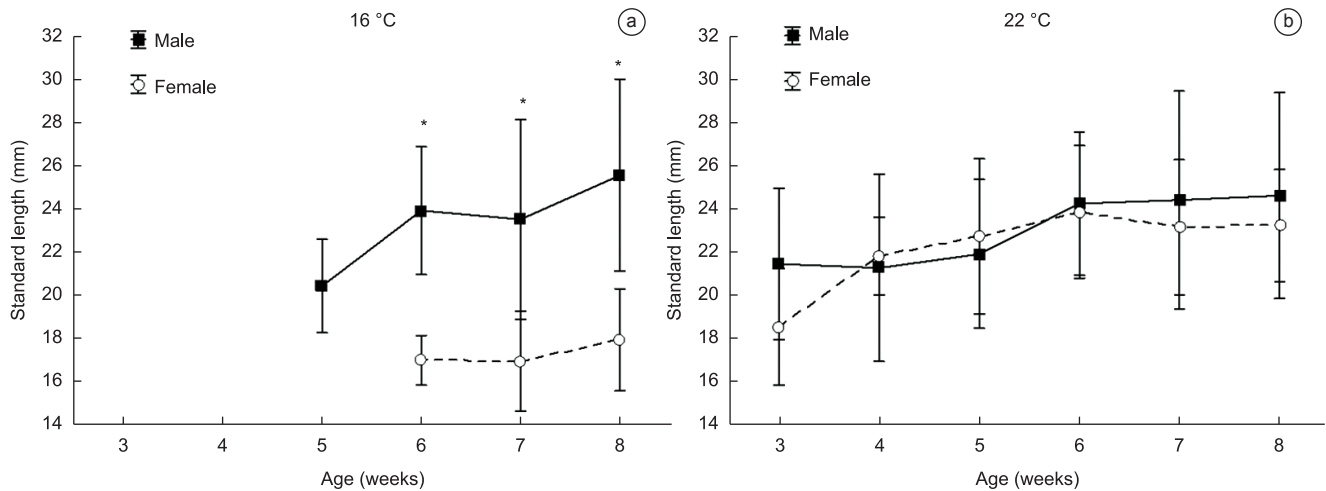 16 °C
a
Male
Female
*
*
*
32
30
28
26
24
22
20
18
16
14
Standard length (mm)
3 4 5 6 7 8
Age (weeks)
22 °C
b
Male
Female
32
30
28
26
24
22
20
18
16
14
Standard length (mm)
3 4 5 6 7 8
Age (weeks)